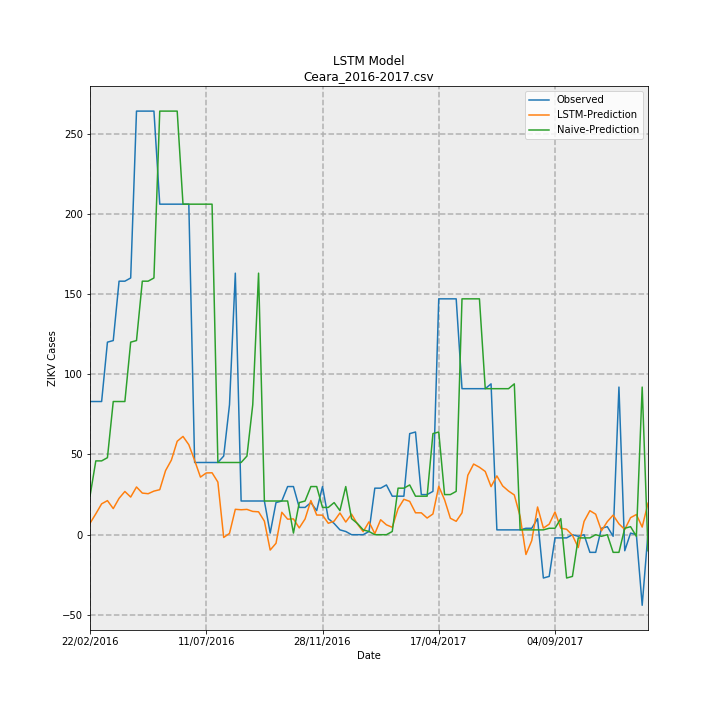 LSTM Model
Ceara_2016-2017.csv
Observed
LSTM-Prediction
Naive-Prediction
250
200
150
100
50
0
−50
ZIKV Cases
22/02/2016
11/07/2016
28/11/2016
17/04/2017
04/09/2017
Date